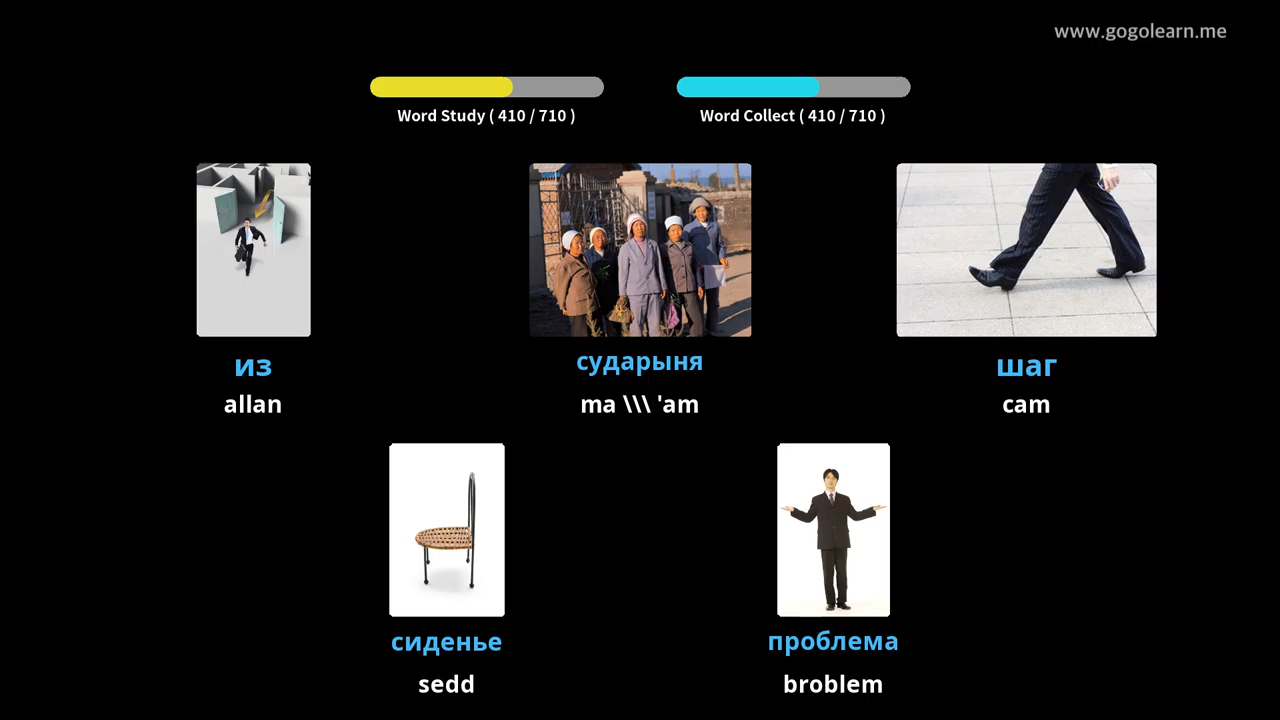 www.gogolearn.me
Word Study ( 410 / 710 )
Word Collect ( 410 / 710 )
из
allan
сударыня
ma \\\ 'am
шаг
cam
сиденье
sedd
проблема
broblem